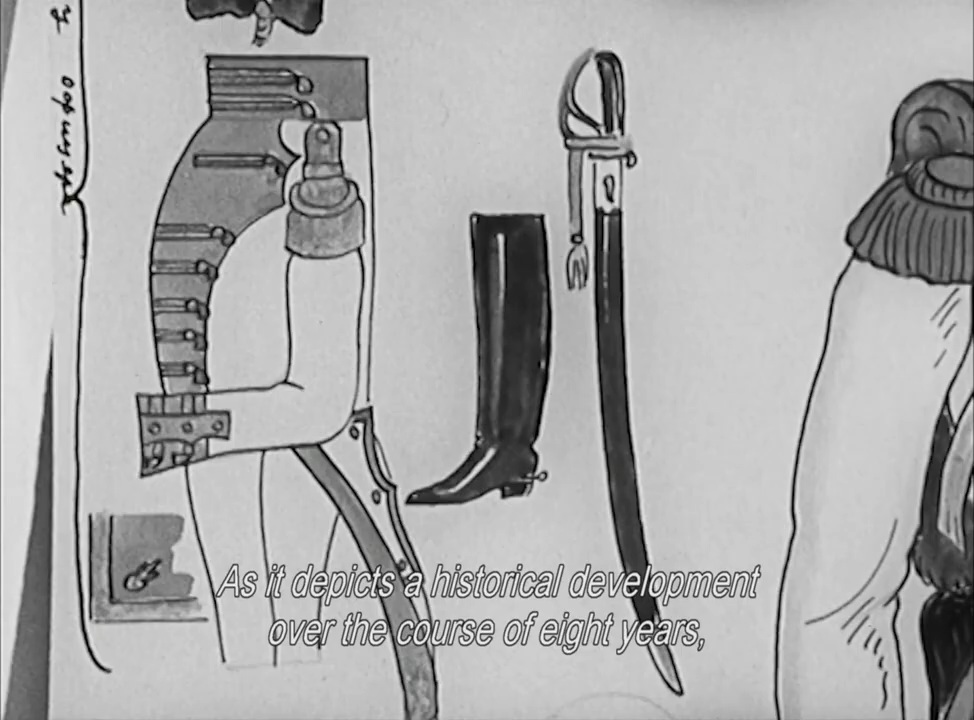 As it depicts a historical development
over the course of eight years,